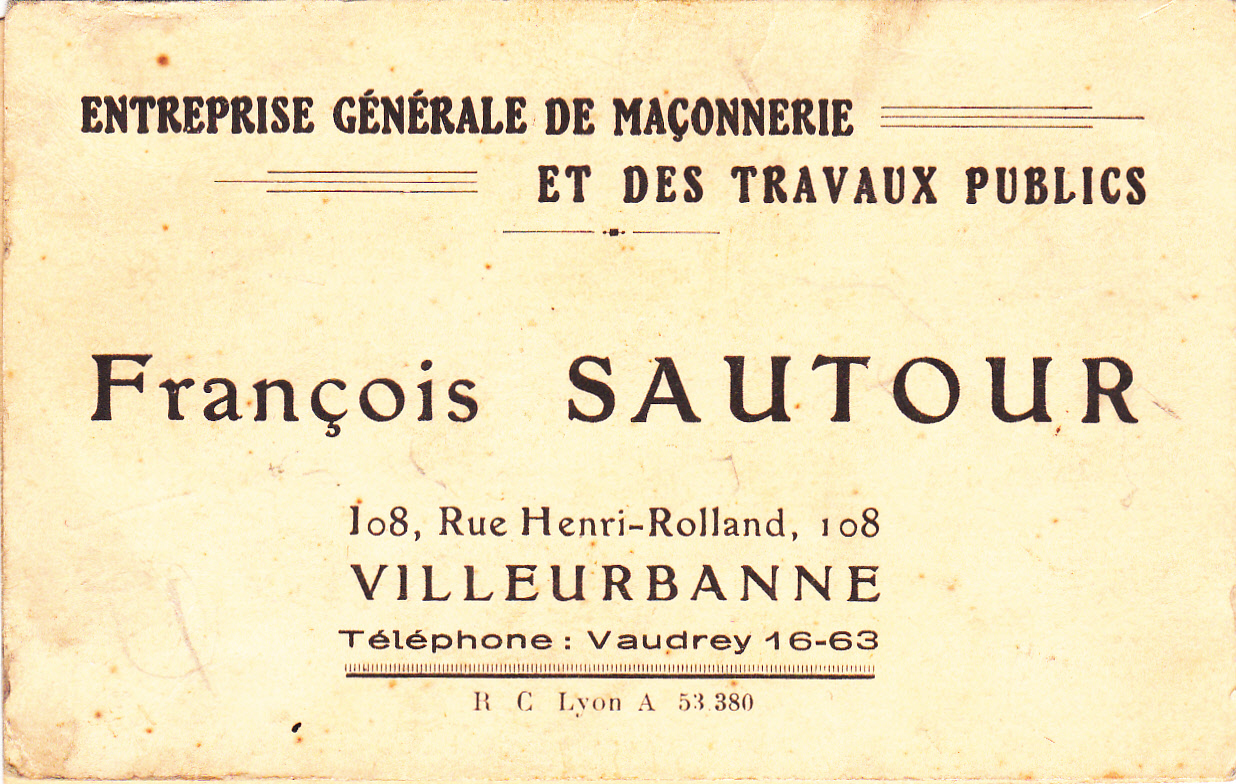 ENTREPRISE GÉNÉRALE DE MAÇONNERIE
ET DES TRAVAUX PUBLICS
François SAUTOUR
108, Rue Henri-Rolland, 108
VILLEURBANNE
Téléphone : Vaudrey 16-63
R C Lyon A 53.380